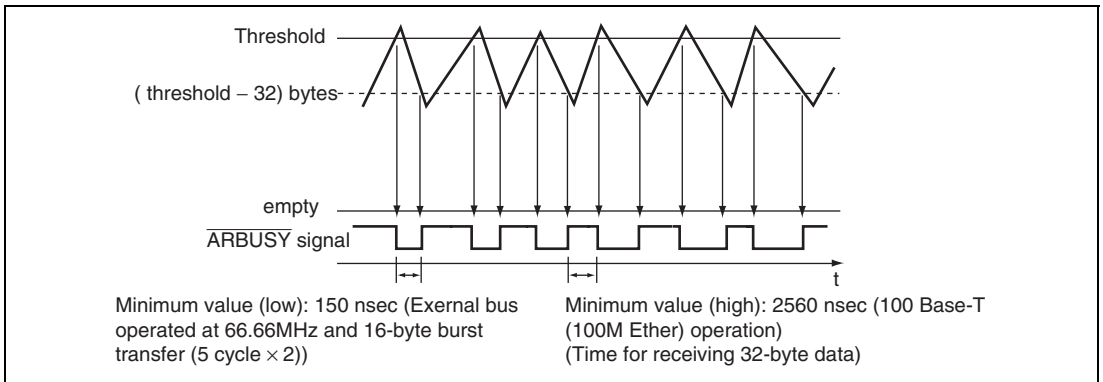 Threshold
( threshold – 32) bytes
empty
ARBUSY signal
t
Minimum value (low): 150 nsec (Exernal bus
operated at 66.66MHz and 16-byte burst
transfer (5 cycle × 2))
Minimum value (high): 2560 nsec (100 Base-T
(100M Ether) operation)
(Time for receiving 32-byte data)